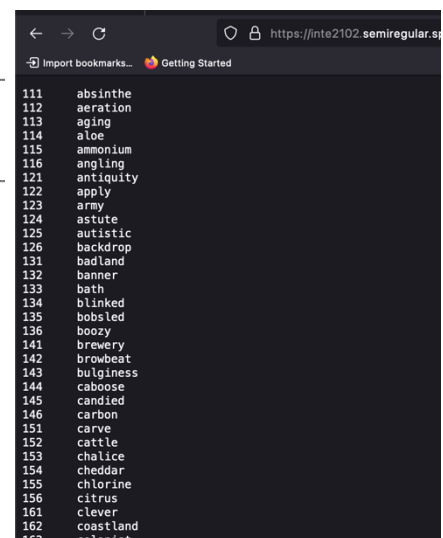 https://inte2102.semiregular.sp
Import bookmarks... Getting Started
111 absinthe
112 aeration
113 aging
114 aloe
115 ammonium
116 angling
121 antiquity
122 apply
123 army
124 astute
125 autistic
126 backdrop
131 badland
132 banner
133 bath
134 blinked
135 bobsled
136 boozy
141 brewery
142 browbeat
143 bulginess
144 caboose
145 candied
146 carbon
151 carve
152 cattle
153 chalice
154 cheddar
155 chlorine
156 citrus
161 clever
162 coastland